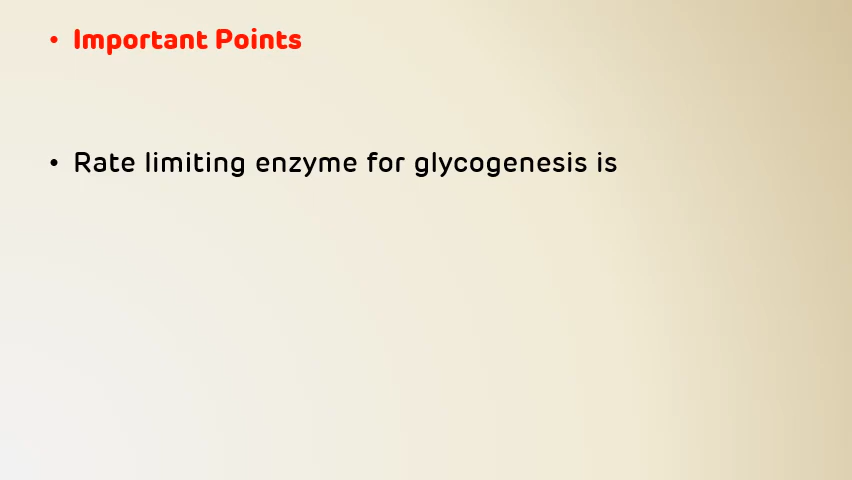 • Important Points
• Rate limiting enzyme for glycogenesis is